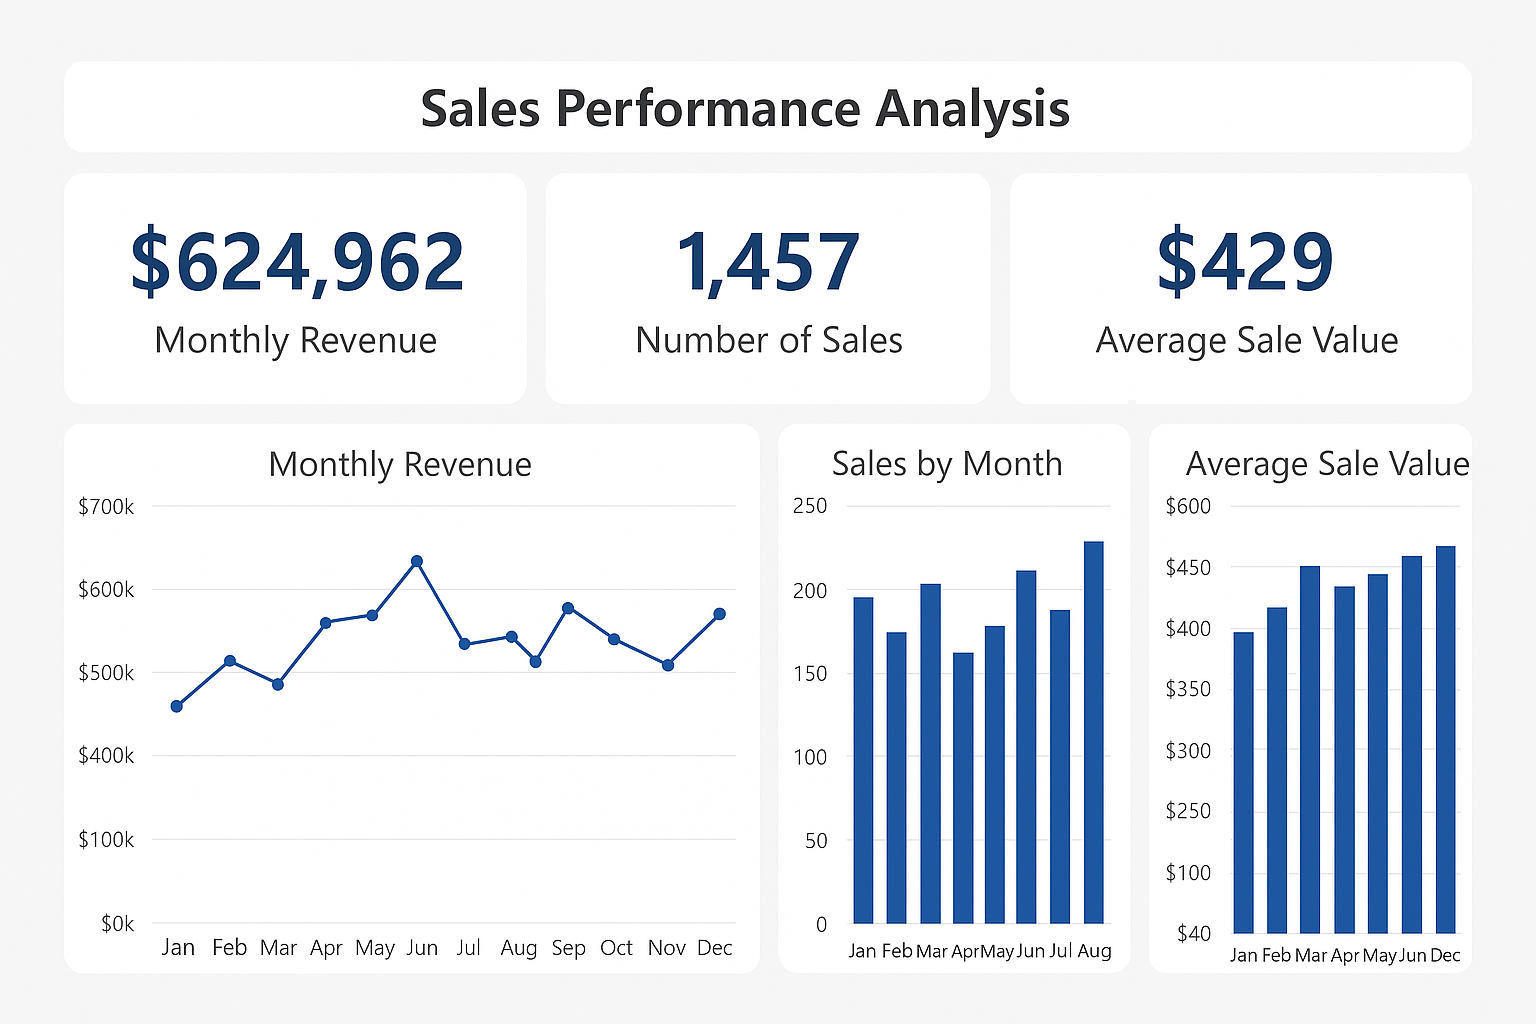 Sales Performance Analysis
$624,962
Monthly Revenue
1,457
Number of Sales
$429
Average Sale Value
Monthly Revenue
$700k
$600k
$500k
$400k
$100k
$0k
Jan Feb Mar Apr May Jun Jul Aug Sep Oct Nov Dec
Sales by Month
250
200
150
100
50
0
Jan Feb Mar Apr May Jun Jul Aug
Average Sale Value
$600
$450
$400
$350
$300
$250
$100
$40
Jan Feb Mar Apr May Jun Dec